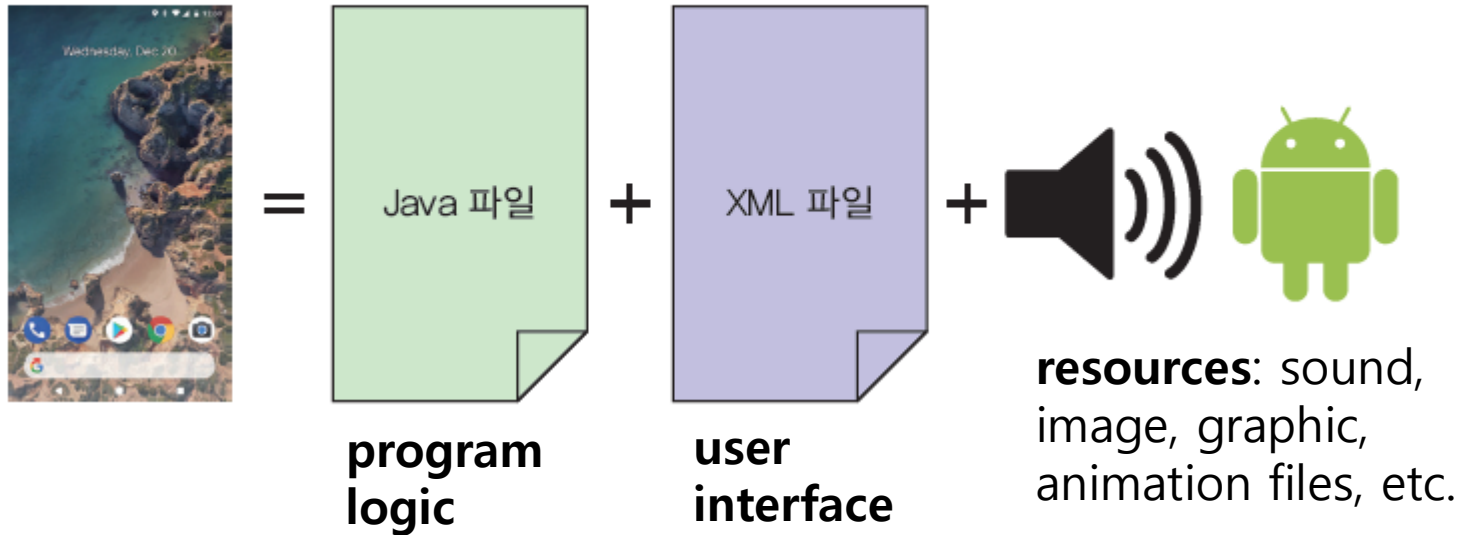 Wednesday, Dec 20
=
Java 파일
+
XML 파일
+
program
logic
user
interface
resources: sound,
image, graphic,
animation files, etc.